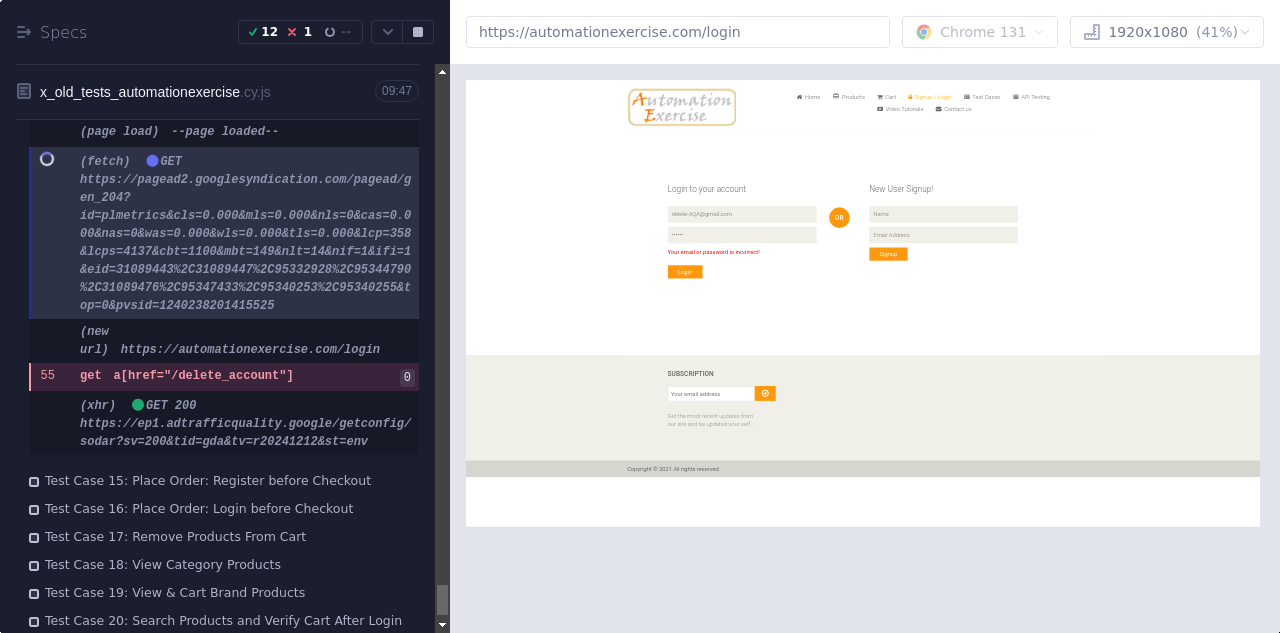 Specs
12
1
--
x_old_tests_automationexercise.cy.js
09:47
(page load) --page loaded--
(fetch) GET
https://pagead2.googlesyndication.com/pagead/g
en_204?
id=plmetrics&cls=0.000&mls=0.000&nls=0&cas=0.0
00&nas=0&was=0.000&wls=0.000&tls=0.000&lcp=358
&lcps=4137&cbt=1100&mbt=149&nlt=14&nif=1&ifi=1
&eid=31089443%2C31089447%2C95332928%2C95344790
%2C31089476%2C95347433%2C95340253%2C95340255&t
op=0&pvsid=1240238201415525
(new
url) https://automationexercise.com/login
55 get a[href="/delete_account"] 0
(xhr) GET 200
https://ep1.adtrafficquality.google/getconfig/
sodar?sv=200&tid=gda&tv=r20241212&st=env
Test Case 15: Place Order: Register before Checkout
Test Case 16: Place Order: Login before Checkout
Test Case 17: Remove Products From Cart
Test Case 18: View Category Products
Test Case 19: View & Cart Brand Products
Test Case 20: Search Products and Verify Cart After Login
https://automationexercise.com/login
Chrome 131
1920x1080 (41%)
Automation
Exercise
Home
Products
Cart
Signup / Login
Test Cases
API Testing
Video Tutorials
Contact us
Login to your account
delete-AQA@gmail.com
······
Your email or password is incorrect!
Login
OR
New User Signup!
Name
Email Address
Signup
SUBSCRIPTION
Your email address
Get the most recent updates from
our site and be updated your self...
Copyright © 2021 All rights reserved